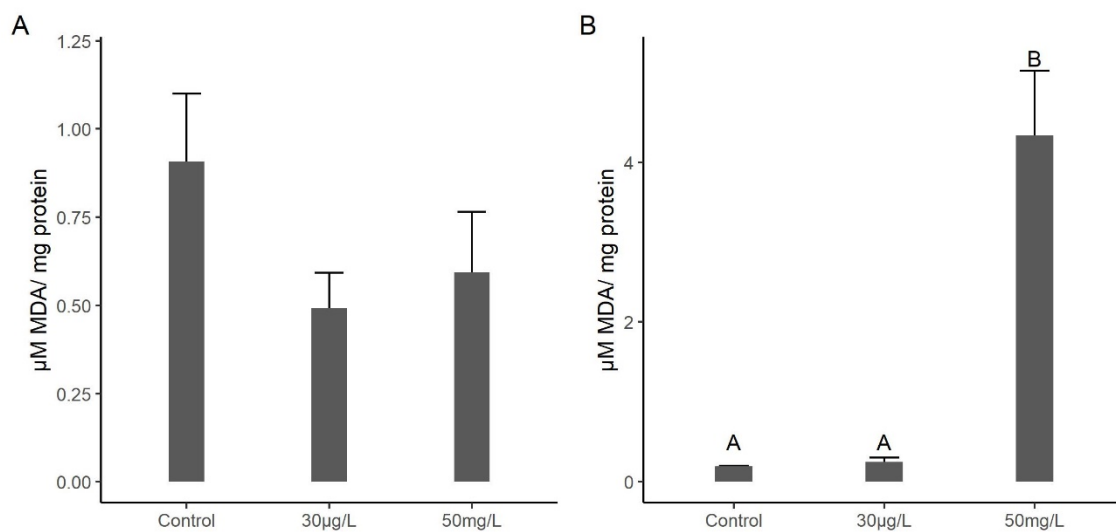 A
1.25
1.00
0.75
0.50
0.25
0.00
µM MDA/ mg protein
Control
30µg/L
50mg/L
B
4
2
0
µM MDA/ mg protein
A
A
B
Control
30µg/L
50mg/L